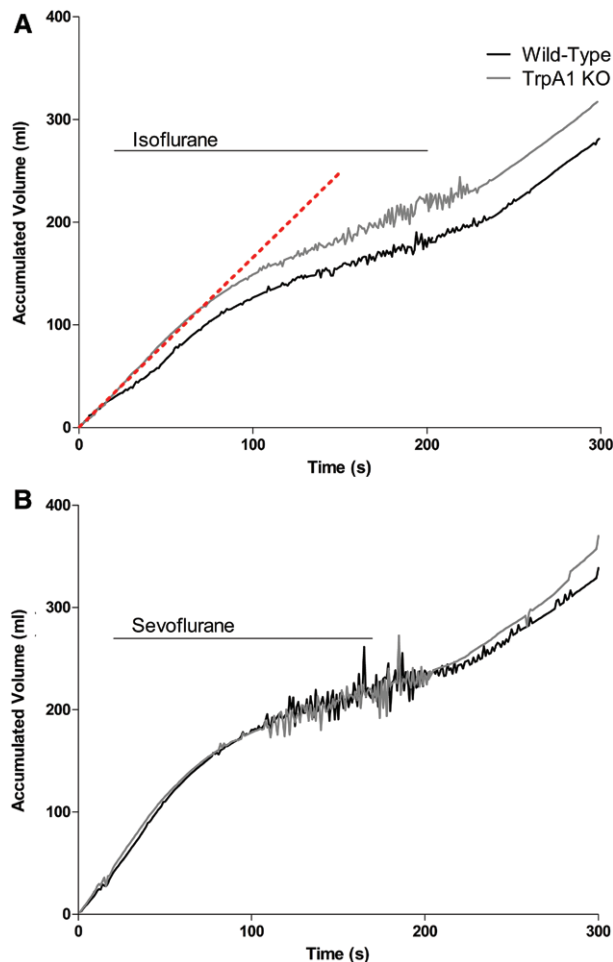 A
Wild-Type
TrpA1 KO
Isoflurane
Accumulated Volume (ml)
400
300
200
100
0
0 100 200 300
Time (s)
B
Sevoflurane
Accumulated Volume (ml)
400
300
200
100
0
0 100 200 300
Time (s)